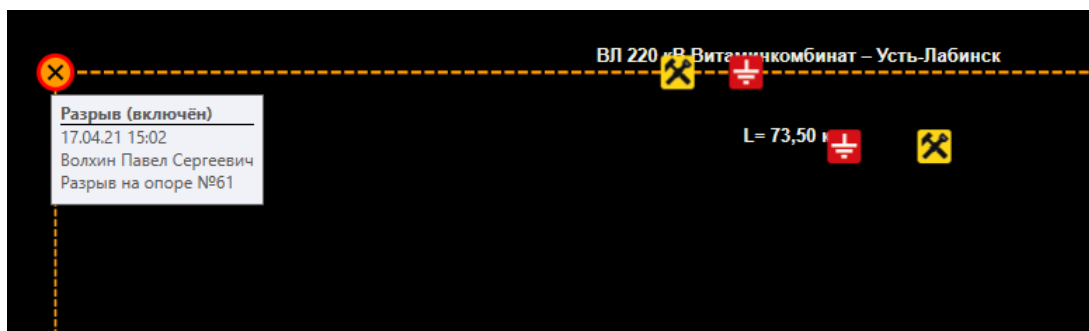 ВЛ 220 кВ Витаминкомбинат – Усть-Лабинск
Разрыв (включён)
17.04.21 15:02
Волхин Павел Сергеевич
Разрыв на опоре №61
L= 73,50